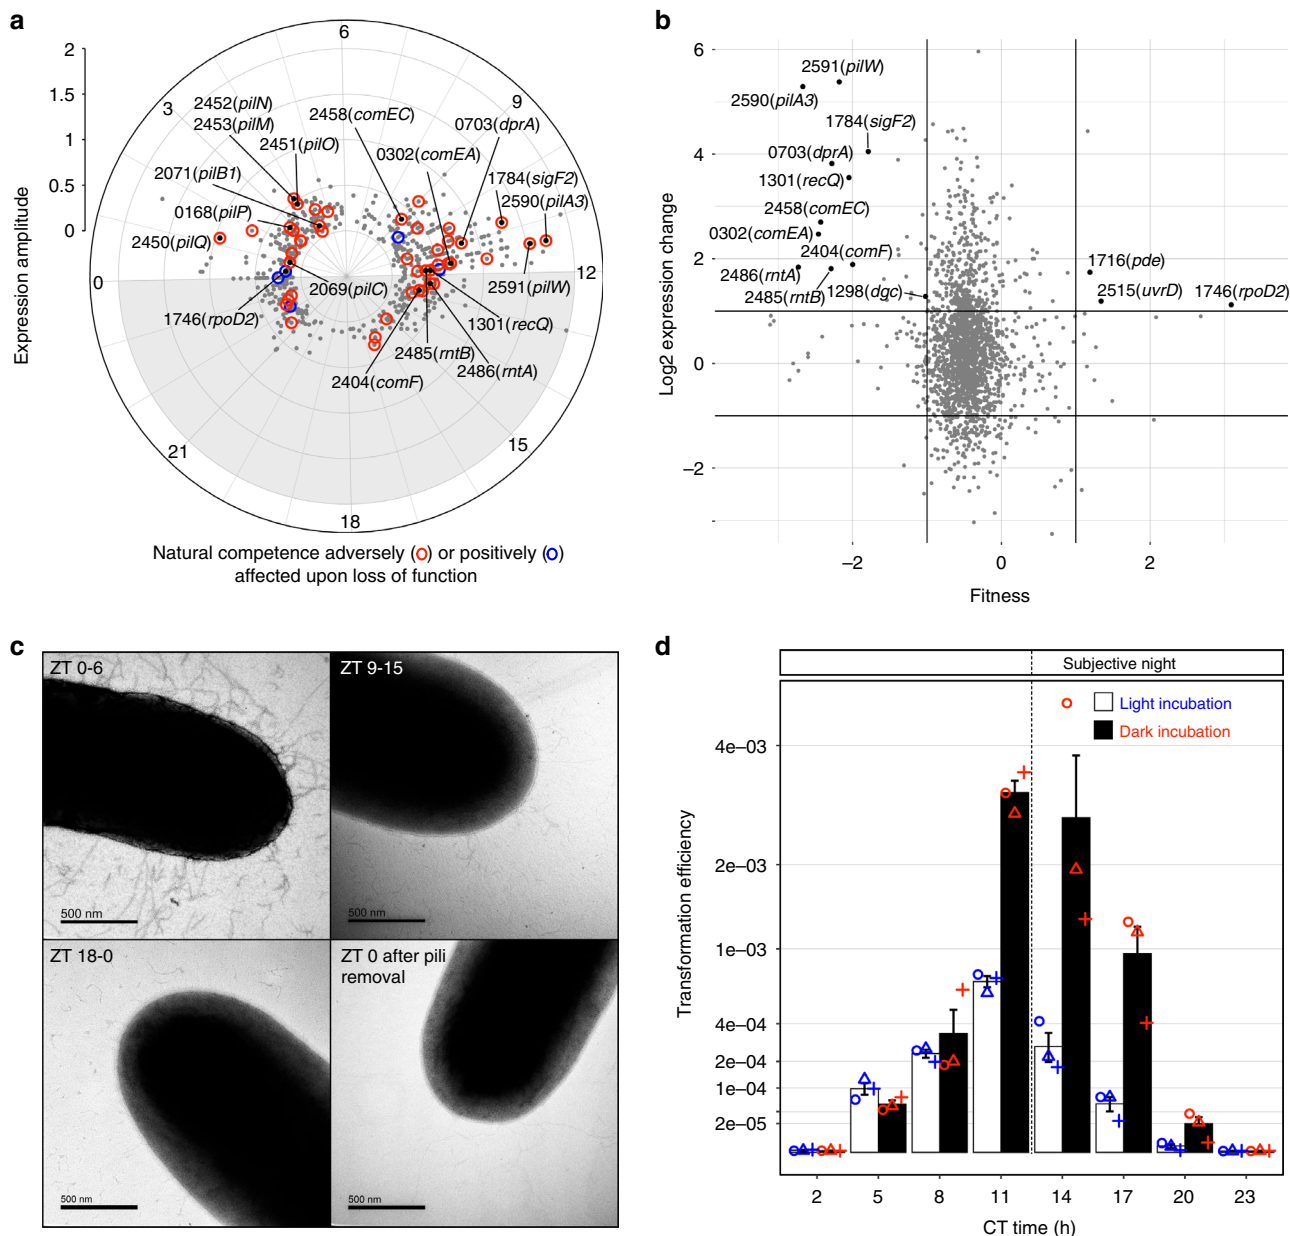 a
Expression amplitude
2
1.5
1
0.5
0
6
3
9
0
12
21
15
18
2452(pilN)
2453(pilM)
2451(pilO)
2071(pilB1)
0168(pilP)
2450(pilQ)
1746(rpoD2)
2069(pilC)
2458(comEC)
0703(dprA)
0302(comEA)
1784(sigF2)
2590(pilA3)
2591(pilW)
1301(recQ)
2485(rntB)
2486(rntA)
2404(comF)
Natural competence adversely (o) or positively (o)
affected upon loss of function
b
Log2 expression change
6
4
2
0
−2
−2
0
2
Fitness
2591(pilW)
2590(pilA3)
1784(sigF2)
0703(dprA)
1301(recQ)
2458(comEC)
0302(comEA)
2404(comF)
2486(rntA)
2485(rntB)
1298(dgc)
1716(pde)
2515(uvrD)
1746(rpoD2)
c
ZT 0-6
500 nm
ZT 9-15
500 nm
ZT 18-0
500 nm
ZT 0 after pili
removal
500 nm
d
Subjective night
Light incubation
Dark incubation
Transformation efficiency
4e−03
2e−03
1e−03
4e−04
2e−04
1e−04
2e−05
2
5
8
11
14
17
20
23
CT time (h)